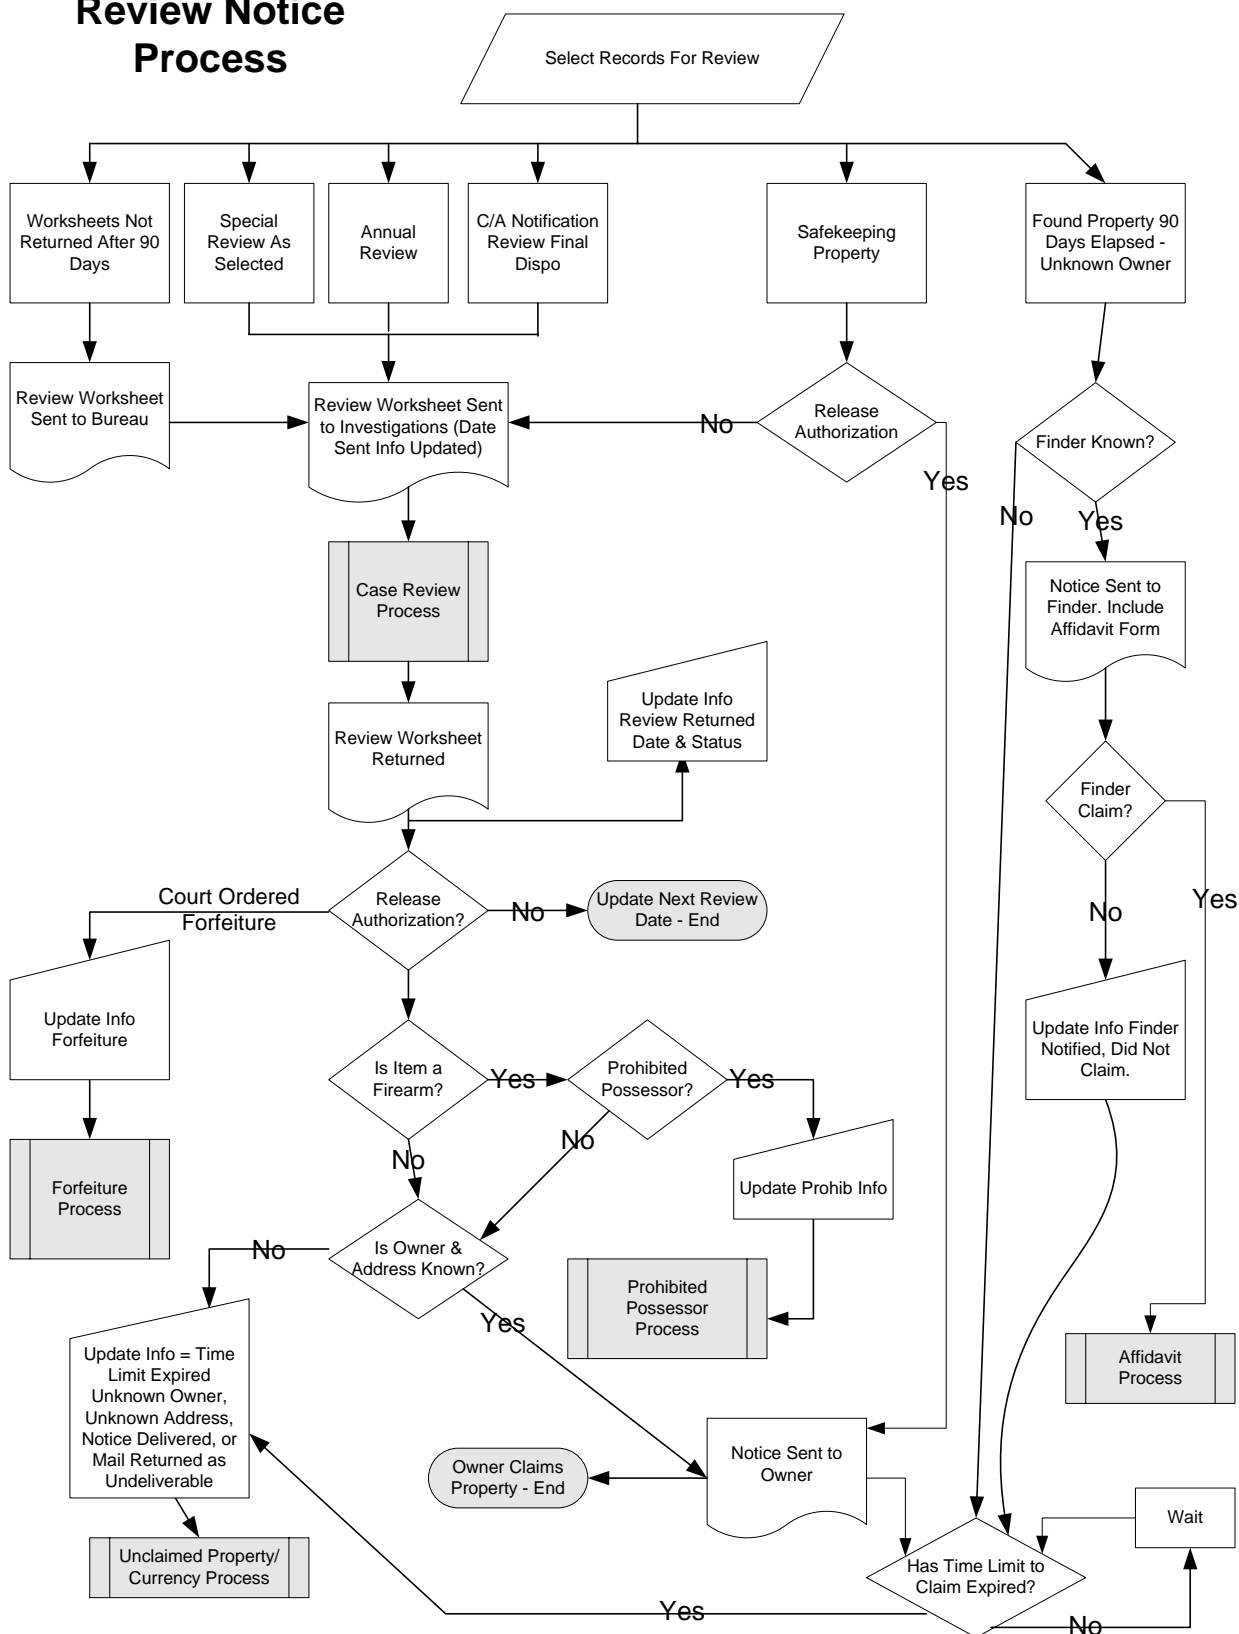 Review Notice
Process
Select Records For Review
Worksheets Not
Returned After 90
Days
Special
Review As
Selected
Annual
Review
C/A Notification
Review Final
Dispo
Safekeeping
Property
Found Property 90
Days Elapsed -
Unknown Owner
Review Worksheet
Sent to Bureau
Review Worksheet Sent
to Investigations (Date
Sent Info Updated)
No
Release
Authorization
Yes
Finder Known?
No
Yes
Case Review
Process
Notice Sent to
Finder. Include
Affidavit Form
Review Worksheet
Returned
Update Info
Review Returned
Date & Status
Finder
Claim?
Yes
No
Court Ordered
Forfeiture
Release
Authorization?
No
Update Next Review
Date - End
Update Info
Forfeiture
Is Item a
Firearm?
Yes
Prohibited
Possessor?
Yes
Update Info Finder
Notified, Did Not
Claim.
No
No
Forfeiture
Process
Update Prohib Info
No
Is Owner &
Address Known?
Yes
Prohibited
Possessor
Process
Affidavit
Process
Update Info = Time
Limit Expired
Unknown Owner,
Unknown Address,
Notice Delivered, or
Mail Returned as
Undeliverable
Owner Claims
Property - End
Notice Sent to
Owner
Wait
Unclaimed Property/
Currency Process
Has Time Limit to
Claim Expired?
Yes
No